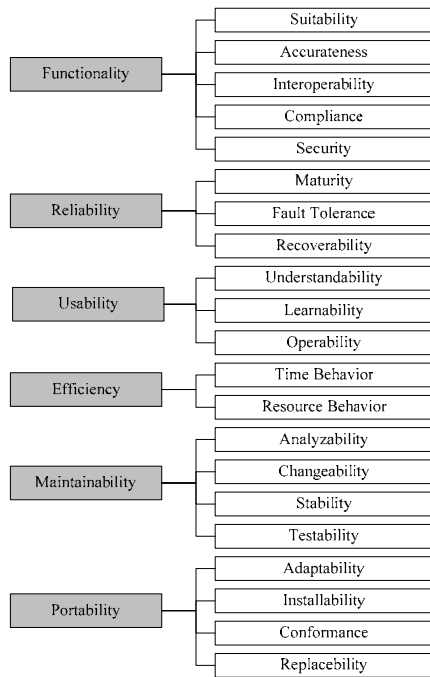 Functionality
Suitability
Accurateness
Interoperability
Compliance
Security
Reliability
Maturity
Fault Tolerance
Recoverability
Usability
Understandability
Learnability
Operability
Efficiency
Time Behavior
Resource Behavior
Maintainability
Analyzability
Changeability
Stability
Testability
Portability
Adaptability
Installability
Conformance
Replacebility